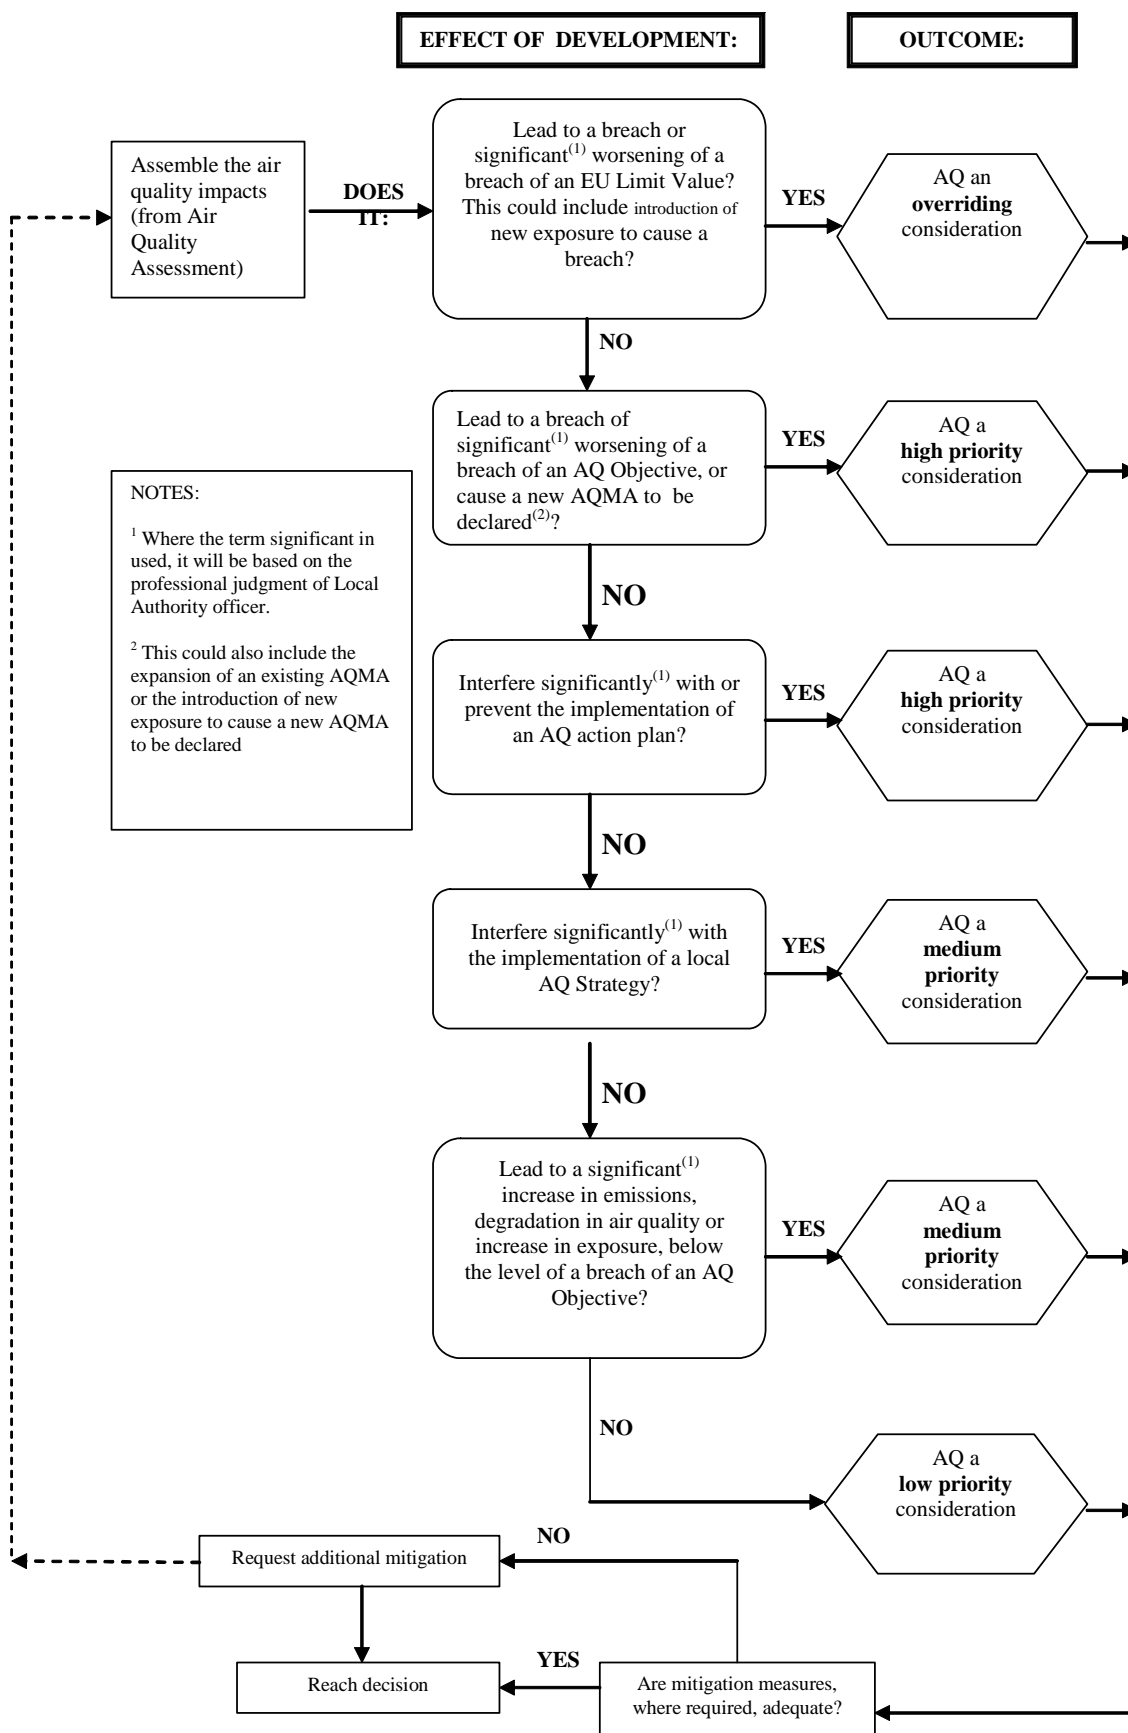 EFFECT OF DEVELOPMENT:
OUTCOME:
Assemble the air
quality impacts
(from Air
Quality
Assessment)
DOES
IT:
Lead to a breach or
significant(1) worsening of a
breach of an EU Limit Value?
This could include introduction of
new exposure to cause a
breach?
YES
AQ an
overriding
consideration
NO
Lead to a breach of
significant(1) worsening of a
breach of an AQ Objective, or
cause a new AQMA to be
declared(2)?
YES
AQ a
high priority
consideration
NOTES:
1 Where the term significant in
used, it will be based on the
professional judgment of Local
Authority officer.
2 This could also include the
expansion of an existing AQMA
or the introduction of new
exposure to cause a new AQMA
to be declared
NO
Interfere significantly(1) with or
prevent the implementation of
an AQ action plan?
YES
AQ a
high priority
consideration
NO
Interfere significantly(1) with
the implementation of a local
AQ Strategy?
YES
AQ a
medium
priority
consideration
NO
Lead to a significant(1)
increase in emissions,
degradation in air quality or
increase in exposure, below
the level of a breach of an AQ
Objective?
YES
AQ a
medium
priority
consideration
NO
AQ a
low priority
consideration
Request additional mitigation
NO
Reach decision
YES
Are mitigation measures,
where required, adequate?